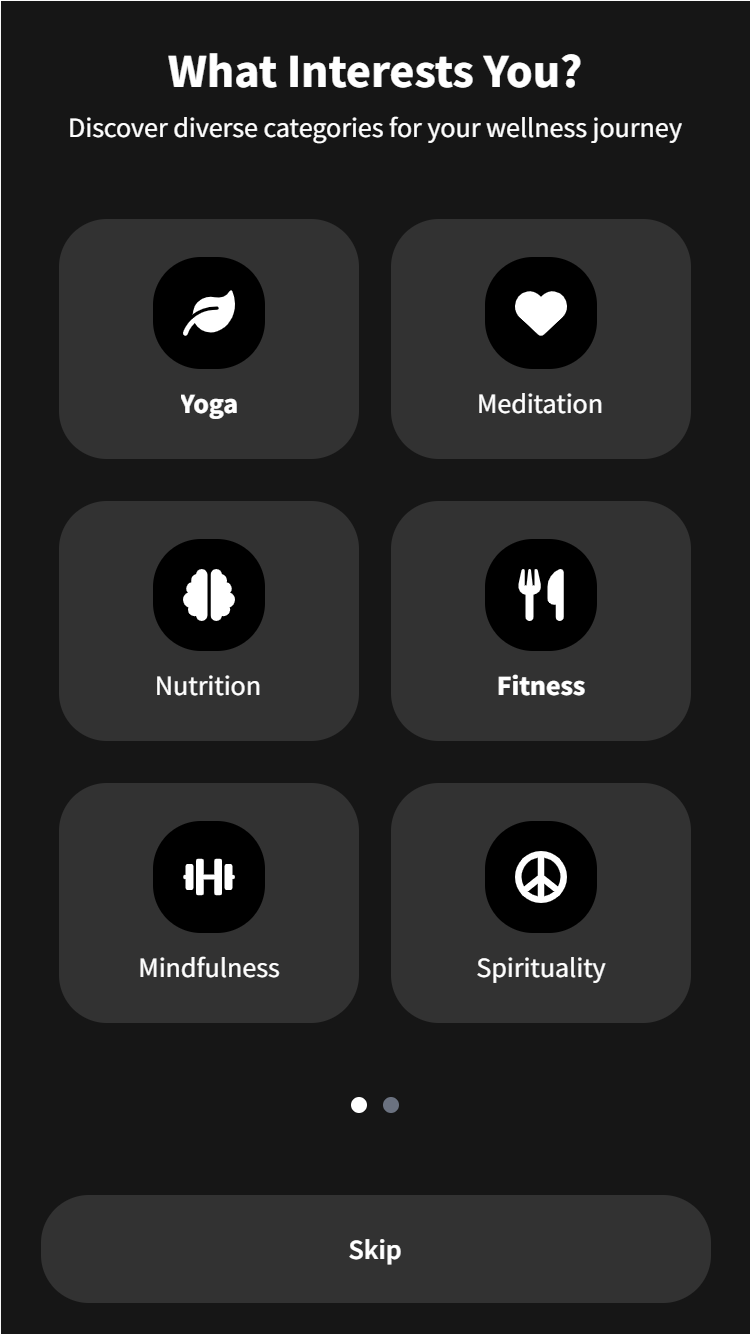 What Interests You?
Discover diverse categories for your wellness journey
Yoga
Meditation
Nutrition
Fitness
Mindfulness
Spirituality
Skip